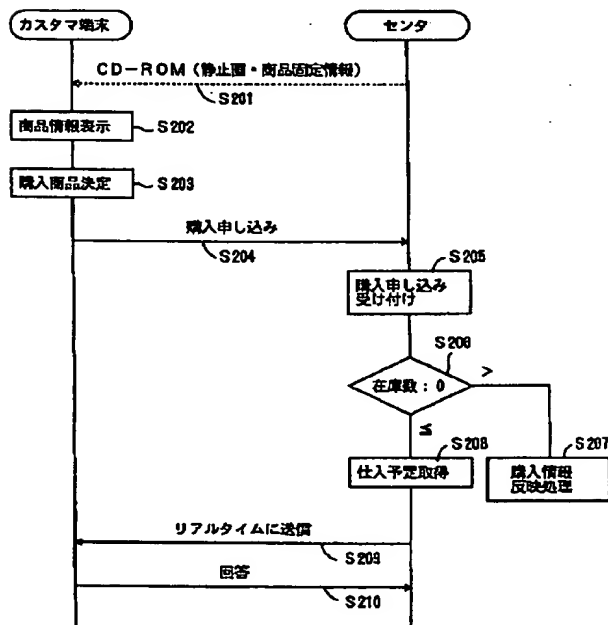 カスタマ端末
センタ
CD-ROM(静止画・商品固定情報)
S201
商品情報表示
S202
購入商品決定
S203
購入申し込み
S204
S205
購入申し込み
受け付け
S206
在庫数:0
>
≦
S208
S207
仕入予定取得
購入情報
反映処理
リアルタイムに送信
S209
回答
S210